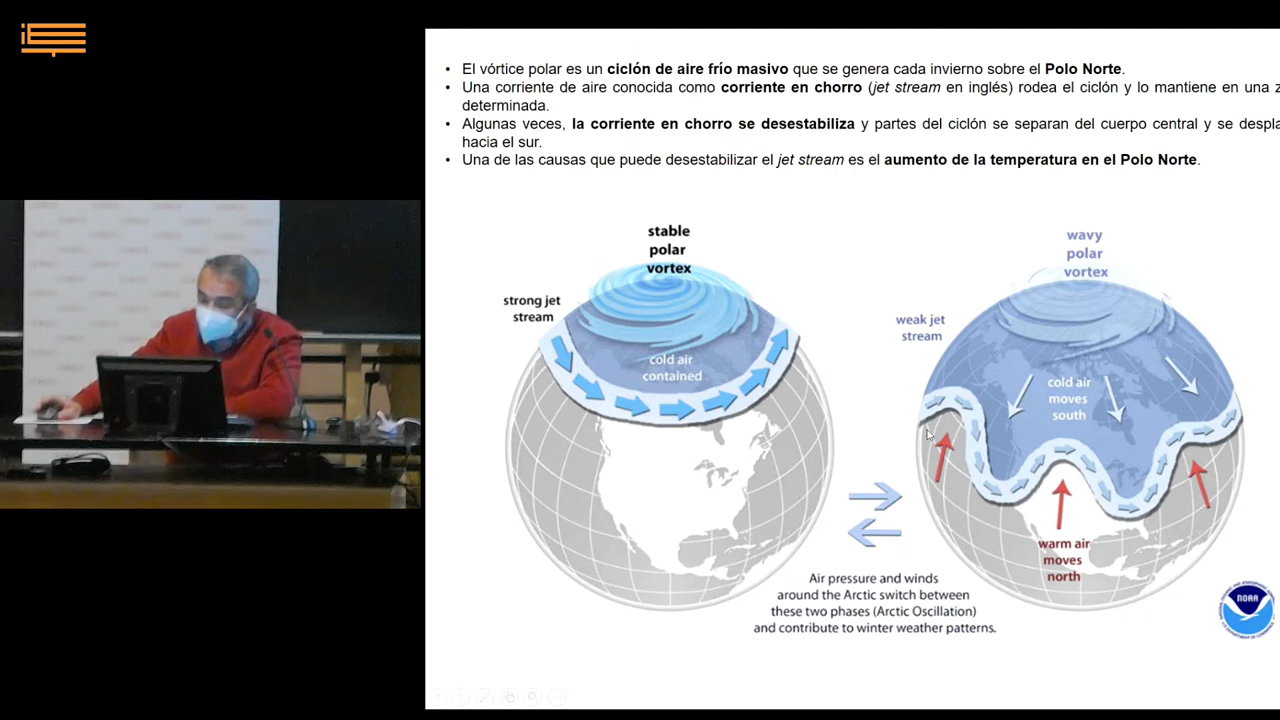 El vórtice polar es un ciclón de aire frío masivo que se genera cada invierno sobre el Polo Norte.
Una corriente de aire conocida como corriente en chorro (jet stream en inglés) rodea el ciclón y lo mantiene en una
determinada.
Algunas veces, la corriente en chorro se desestabiliza y partes del ciclón se separan del cuerpo central y se despla
hacia el sur.
Una de las causas que puede desestabilizar el jet stream es el aumento de la temperatura en el Polo Norte.
stable
polar
vortex
strong jet
stream
cold air
contained
wavy
polar
vortex
weak jet
stream
cold air
moves
south
warm air
moves
north
Air pressure and winds
around the Arctic switch between
these two phases (Arctic Oscillation)
and contribute to winter weather patterns.
NOAA